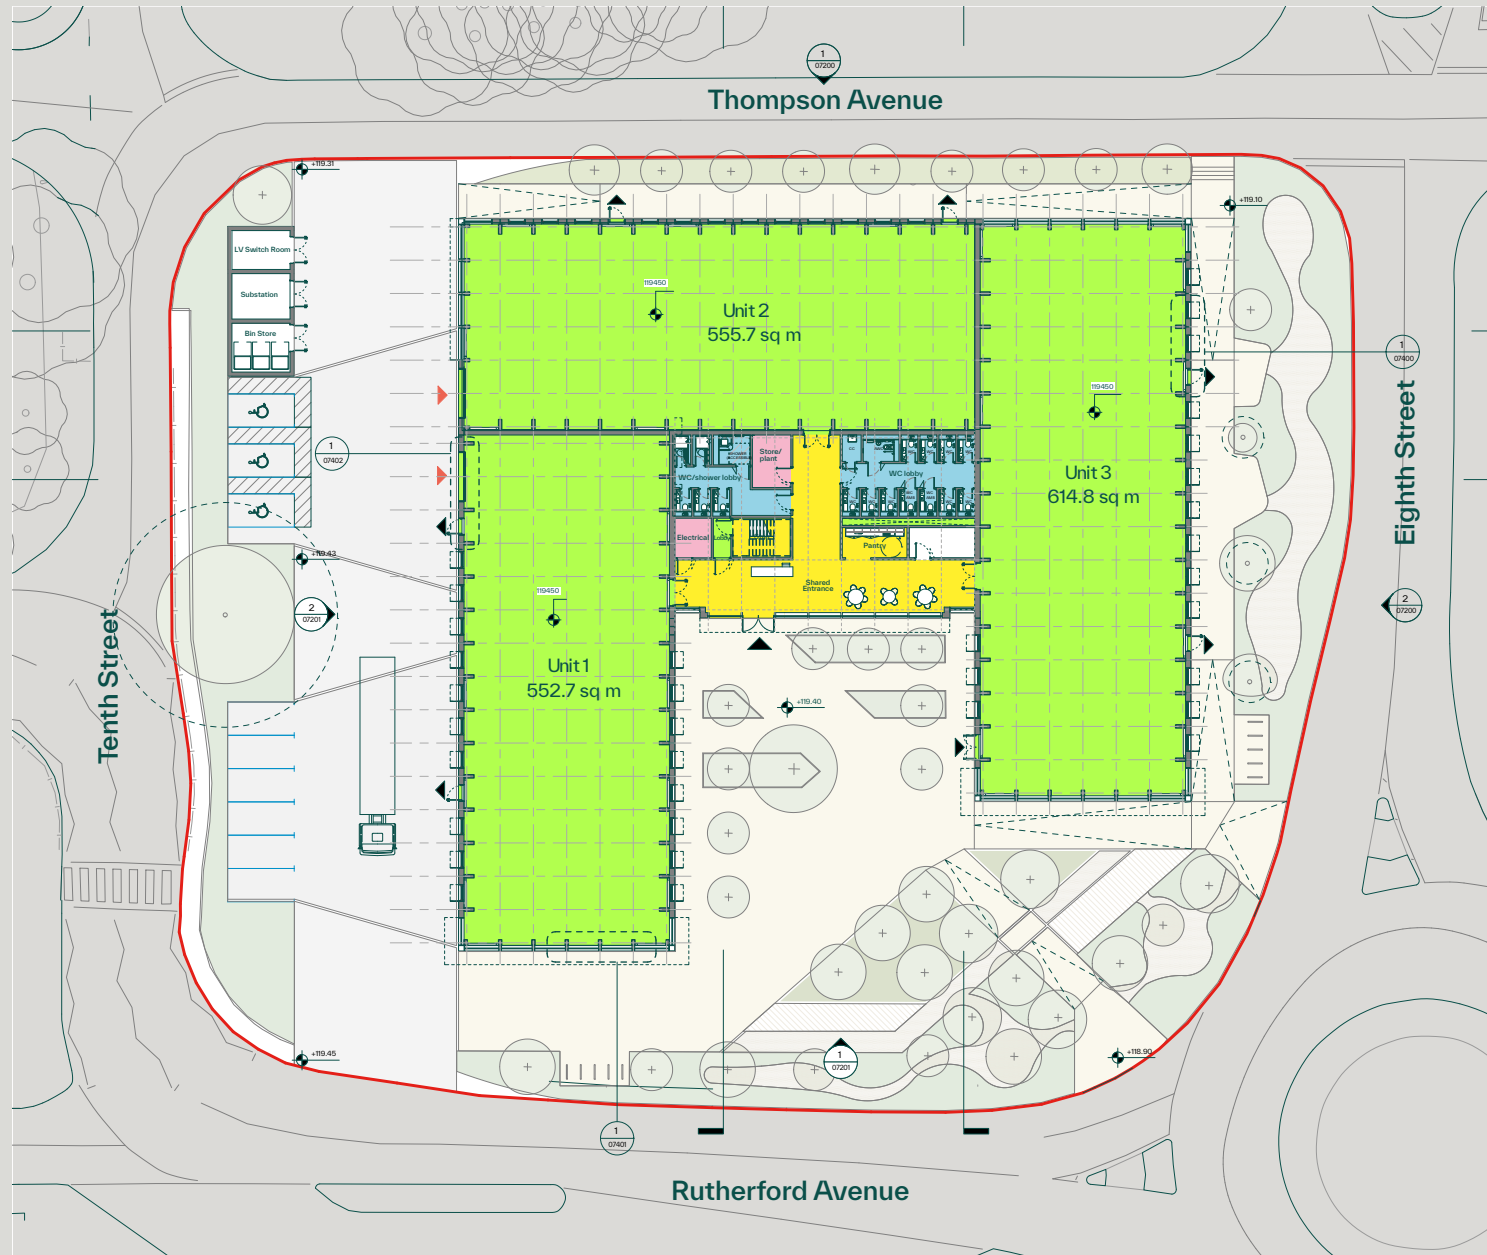 1
07200
Thompson Avenue
+119.31
+119.10
LV Switch Room
Substation
Bin Store
119450
Unit 2
555.7 sq m
1
07400
119450
Eighth Street
1
07402
Store/
plant
WC/shower lobby
WC lobby
Unit 3
614.8 sq m
Electrical
Lobby
Pantry
+119.43
Shared
Entrance
119450
2
07201
2
07200
Tenth Street
Unit 1
552.7 sq m
+119.40
+119.45
1
07201
+118.90
1
07401
Rutherford Avenue